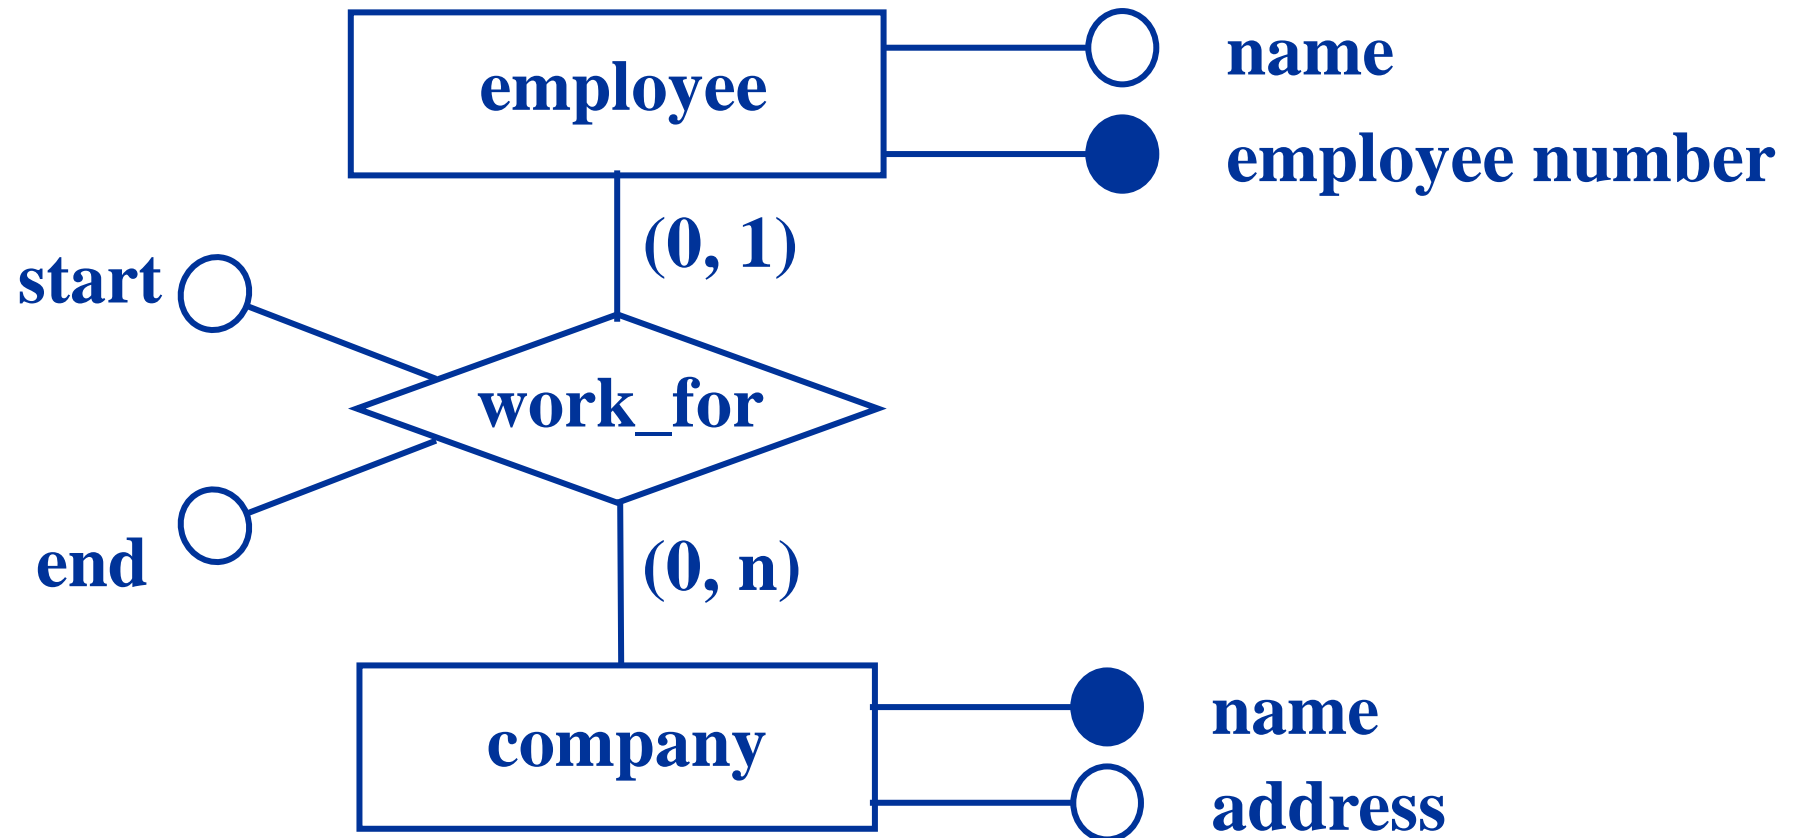 name
employee
employee number
(0, 1)
start
work_for
end
(0, n)
name
company
address